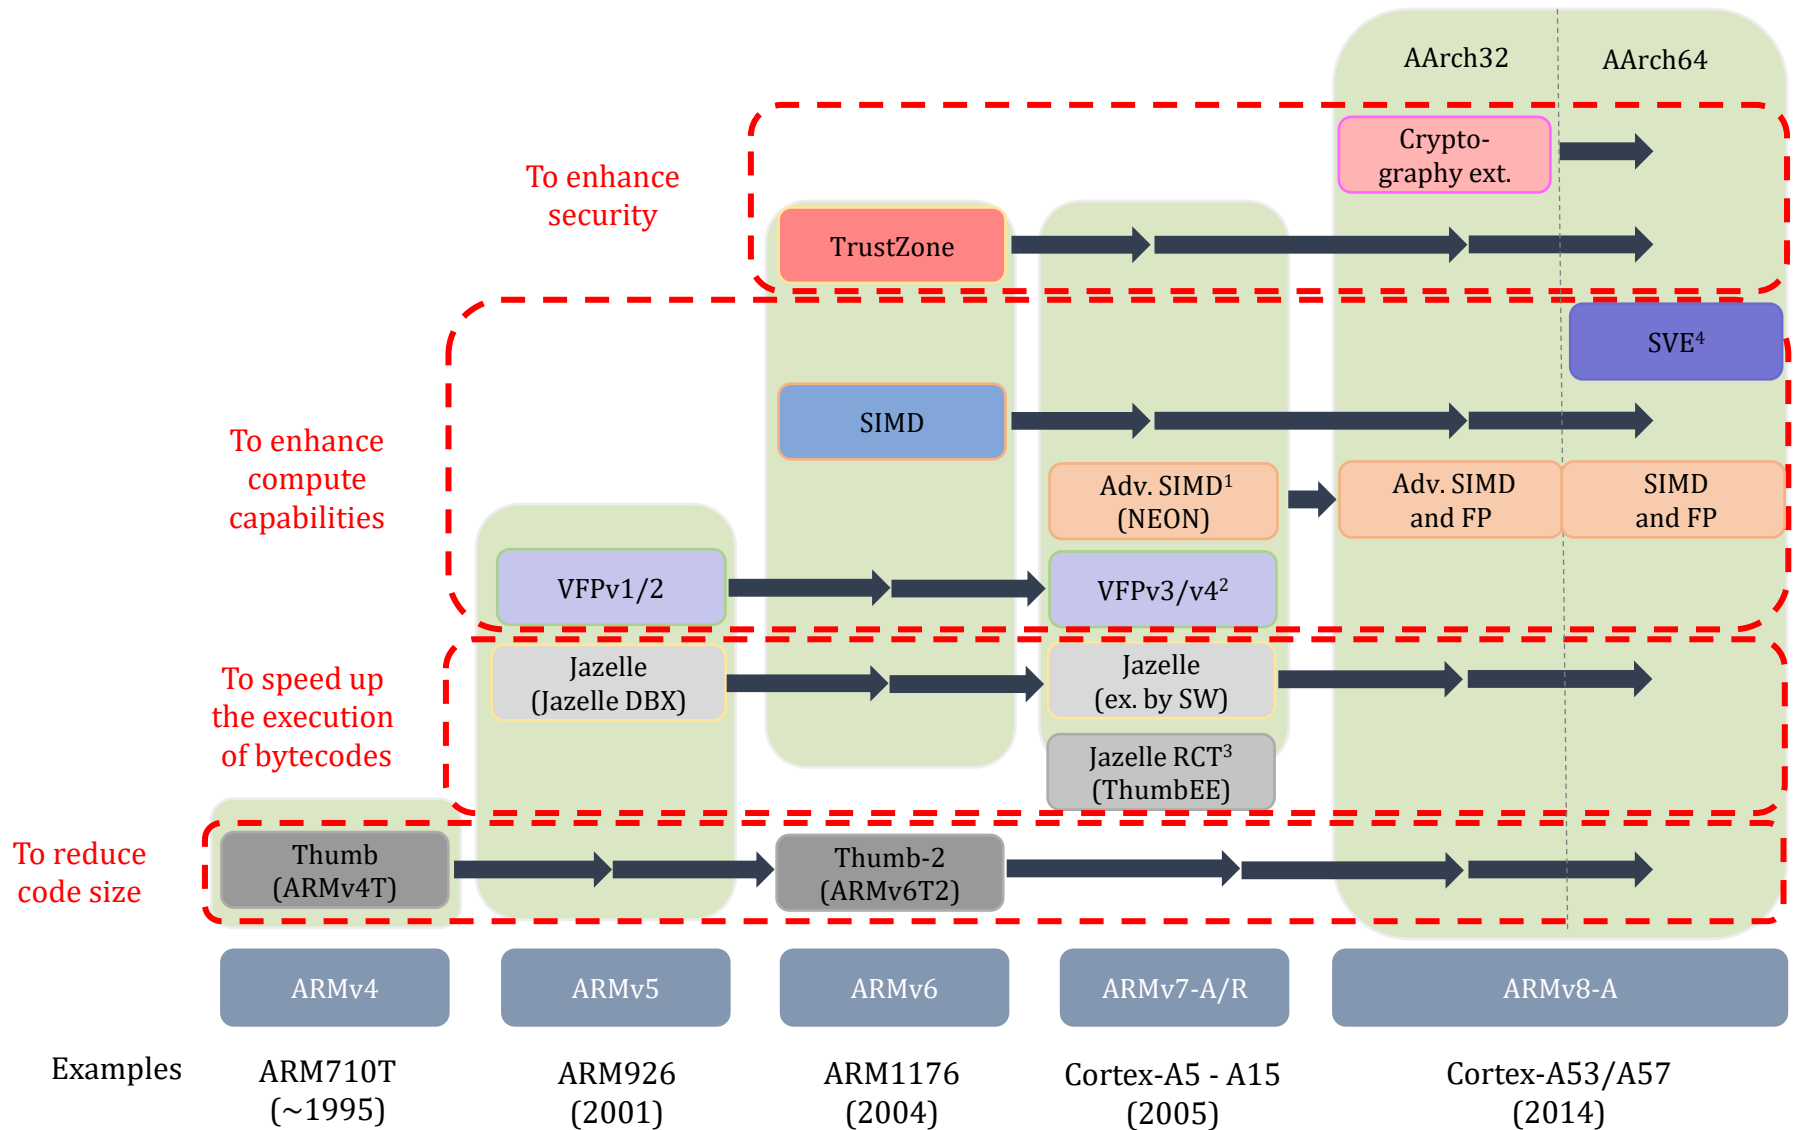 AArch32
AArch64
To enhance
security
Crypto-
graphy ext.
TrustZone
To enhance
compute
capabilities
SVE⁴
SIMD
Adv. SIMD¹
(NEON)
Adv. SIMD
and FP
SIMD
and FP
VFPv1/2
VFPv3/v4²
To speed up
the execution
of bytecodes
Jazelle
(Jazelle DBX)
Jazelle
(ex. by SW)
Jazelle RCT³
(ThumbEE)
To reduce
code size
Thumb
(ARMv4T)
Thumb-2
(ARMv6T2)
ARMv4
ARMv5
ARMv6
ARMv7-A/R
ARMv8-A
Examples
ARM710T
(~1995)
ARM926
(2001)
ARM1176
(2004)
Cortex-A5 - A15
(2005)
Cortex-A53/A57
(2014)